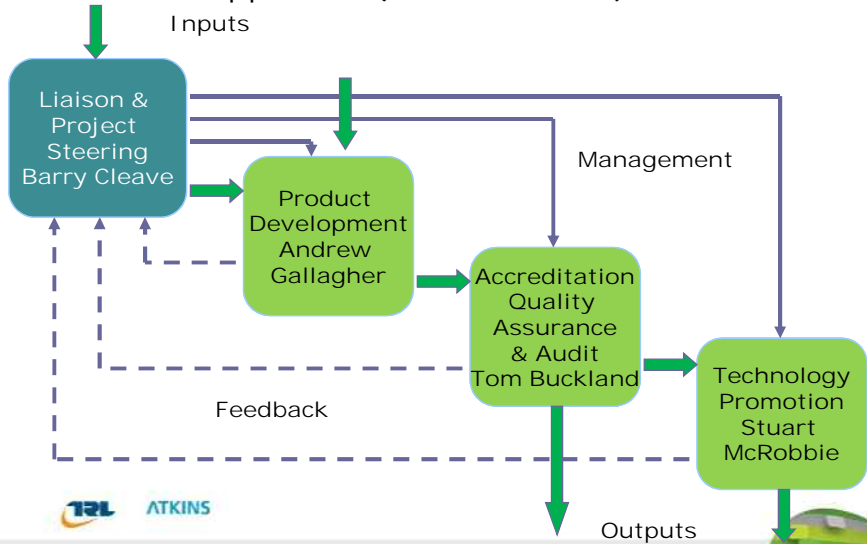 Inputs
Liaison &
Project
Steering
Barry Cleave
Management
Product
Development
Andrew
Gallagher
Accreditation
Quality
Assurance
& Audit
Tom Buckland
Technology
Promotion
Stuart
McRobbie
Feedback
TRL
ATKINS
Outputs